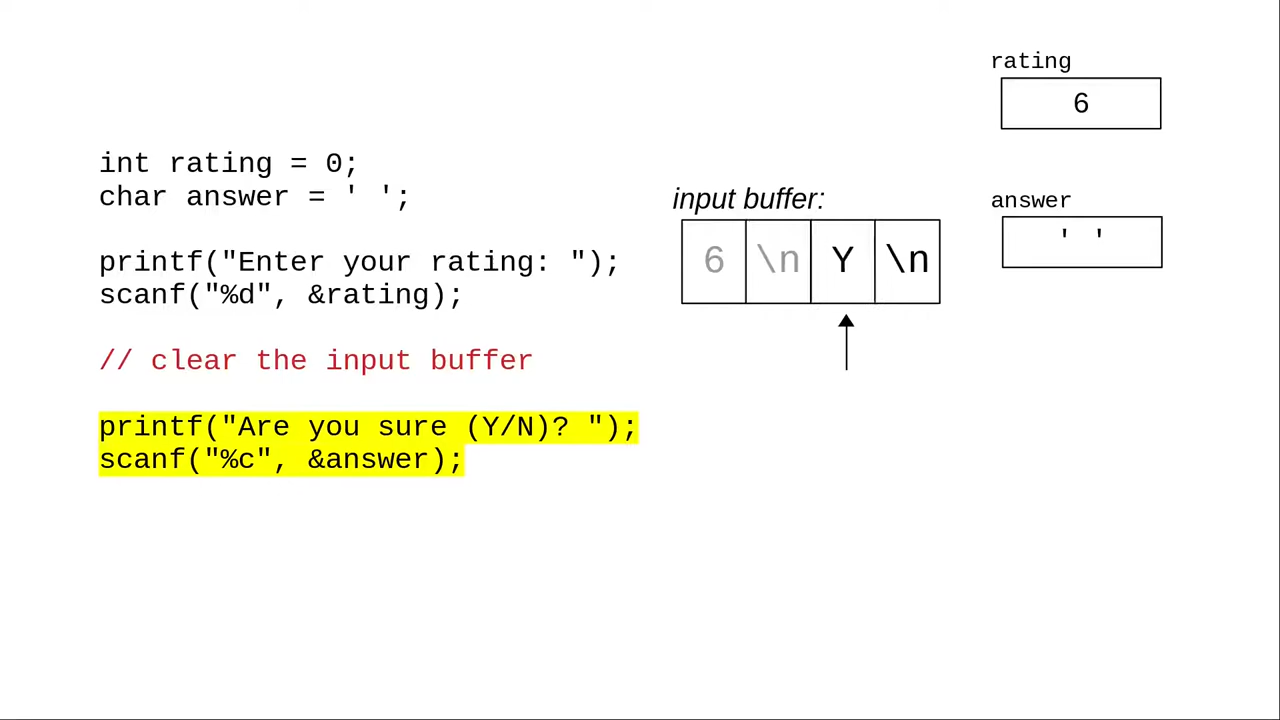 int rating = 0;
char answer = ' ';
printf("Enter your rating: ");
scanf("%d", &rating);
// clear the input buffer
printf("Are you sure (Y/N)? ");
scanf("%c", &answer);
input buffer:
6 \n Y \n
rating
6
answer
' '